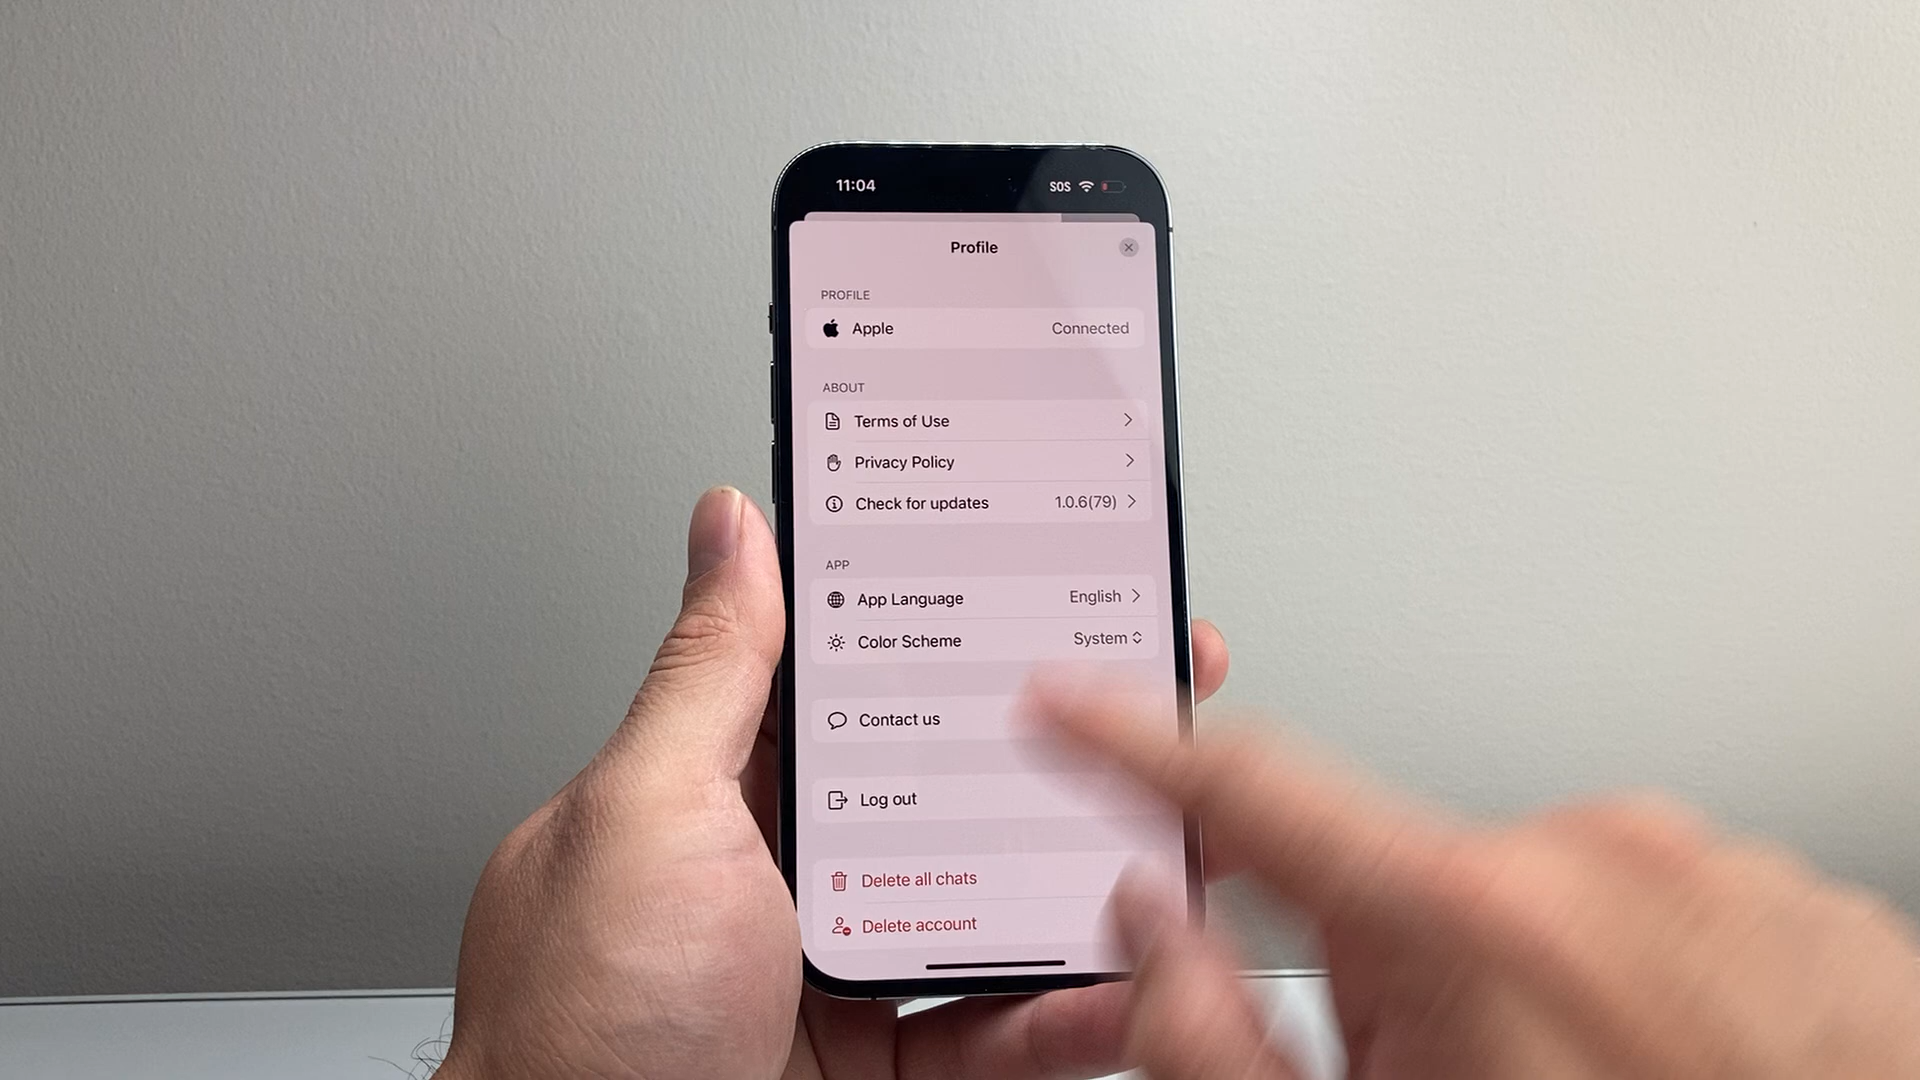 11:04 SOS
Profile
PROFILE
Apple Connected
ABOUT
Terms of Use
Privacy Policy
Check for updates 1.0.6(79)
APP
App Language English
Color Scheme System
Contact us
Log out
Delete all chats
Delete account